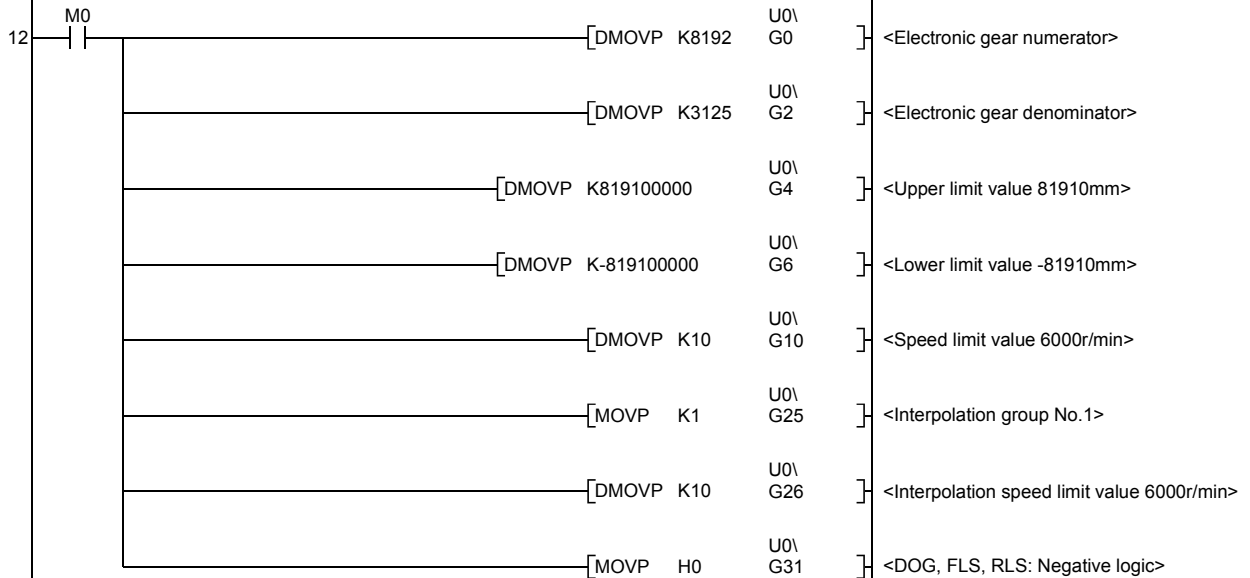 M0
12
DMOVP K8192 U0\ G0 <Electronic gear numerator>
DMOVP K3125 U0\ G2 <Electronic gear denominator>
DMOVP K819100000 U0\ G4 <Upper limit value 81910mm>
DMOVP K-819100000 U0\ G6 <Lower limit value -81910mm>
DMOVP K10 U0\ G10 <Speed limit value 6000r/min>
MOVP K1 U0\ G25 <Interpolation group No.1>
DMOVP K10 U0\ G26 <Interpolation speed limit value 6000r/min>
MOVP H0 U0\ G31 <DOG, FLS, RLS: Negative logic>